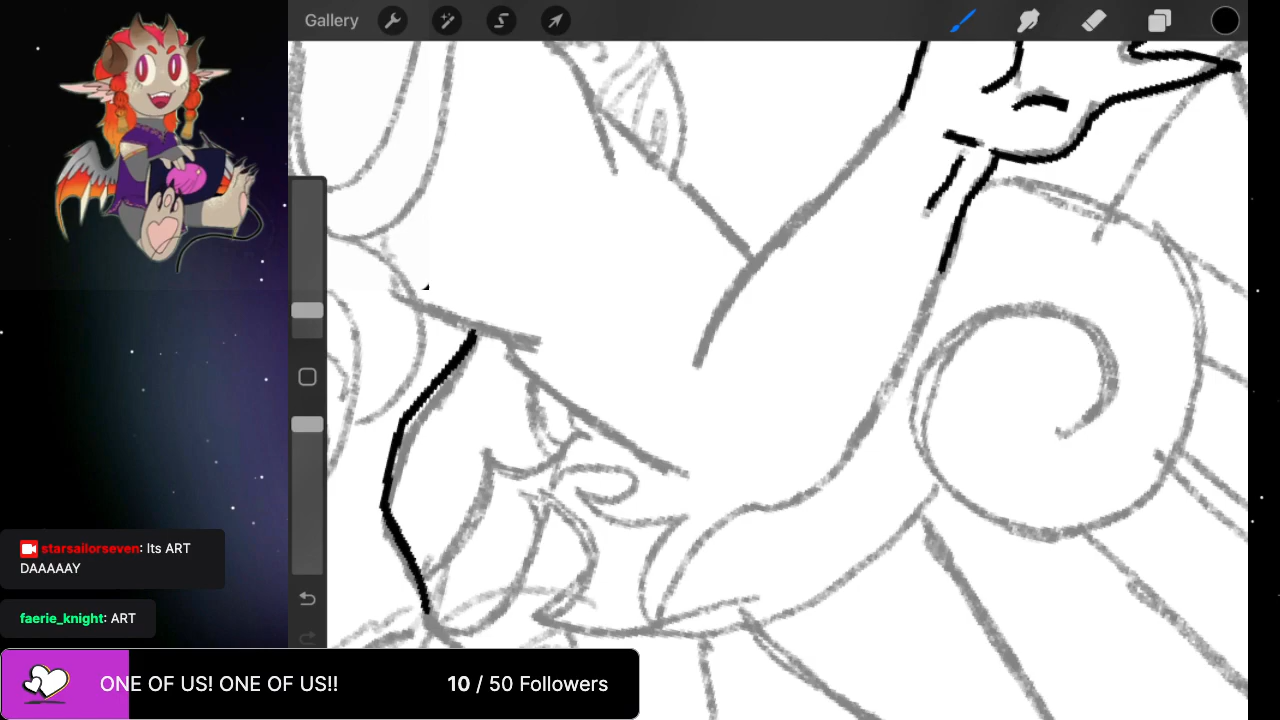 Gallery
starsailorseven: Its ART
DAAAAAY
faerie_knight: ART
ONE OF US! ONE OF US!!
10 / 50 Followers